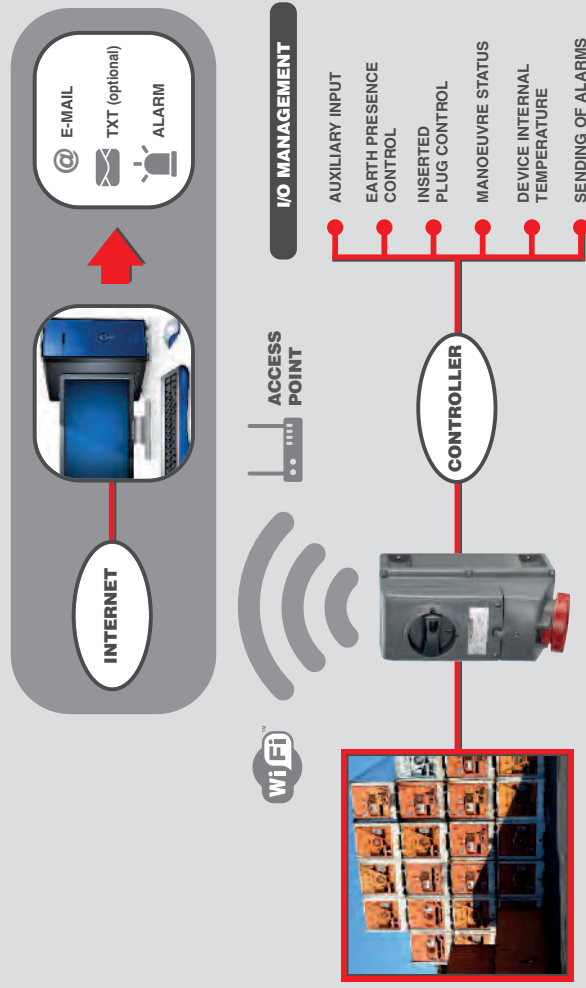 INTERNET
@ E-MAIL
TXT (optional)
ALARM
Wi Fi™
ACCESS
POINT
CONTROLLER
I/O MANAGEMENT
AUXILIARY INPUT
EARTH PRESENCE
CONTROL
INSERTED
PLUG CONTROL
MANOEUVRE STATUS
DEVICE INTERNAL
TEMPERATURE
SENDING OF ALARMS